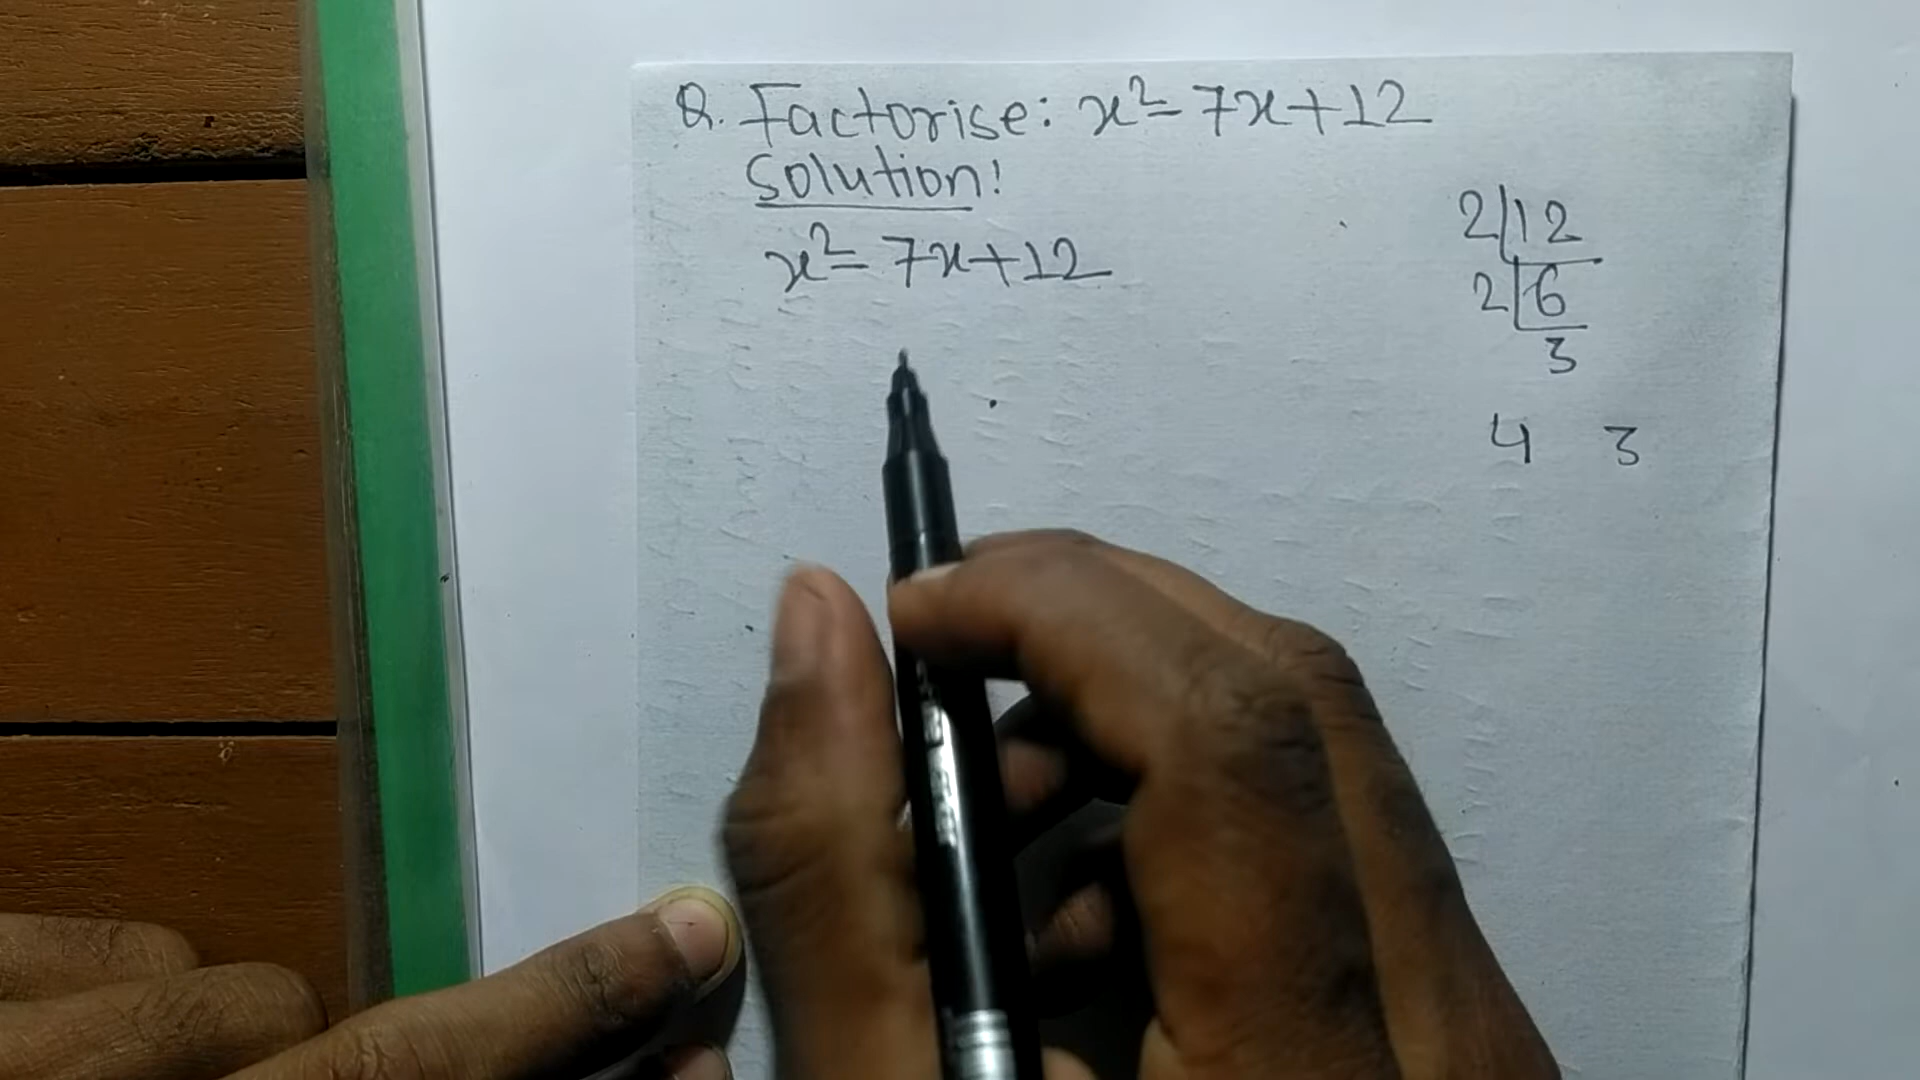 Q. Factorise: x² - 7x + 12
Solution!
x² - 7x + 12
2|12
2|6
3
4 3